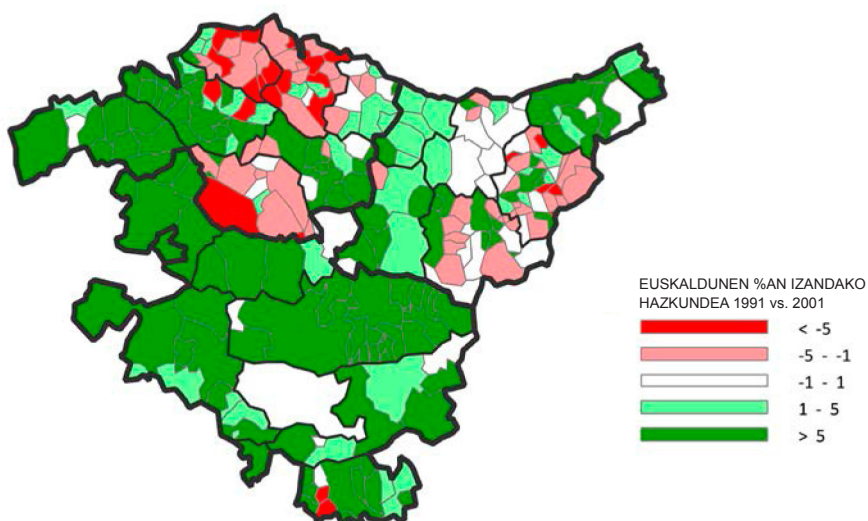 EUSKALDUNEN %AN IZANDAKO
HAZKUNDEA 1991 vs. 2001
< -5
-5 - -1
-1 - 1
1 - 5
> 5